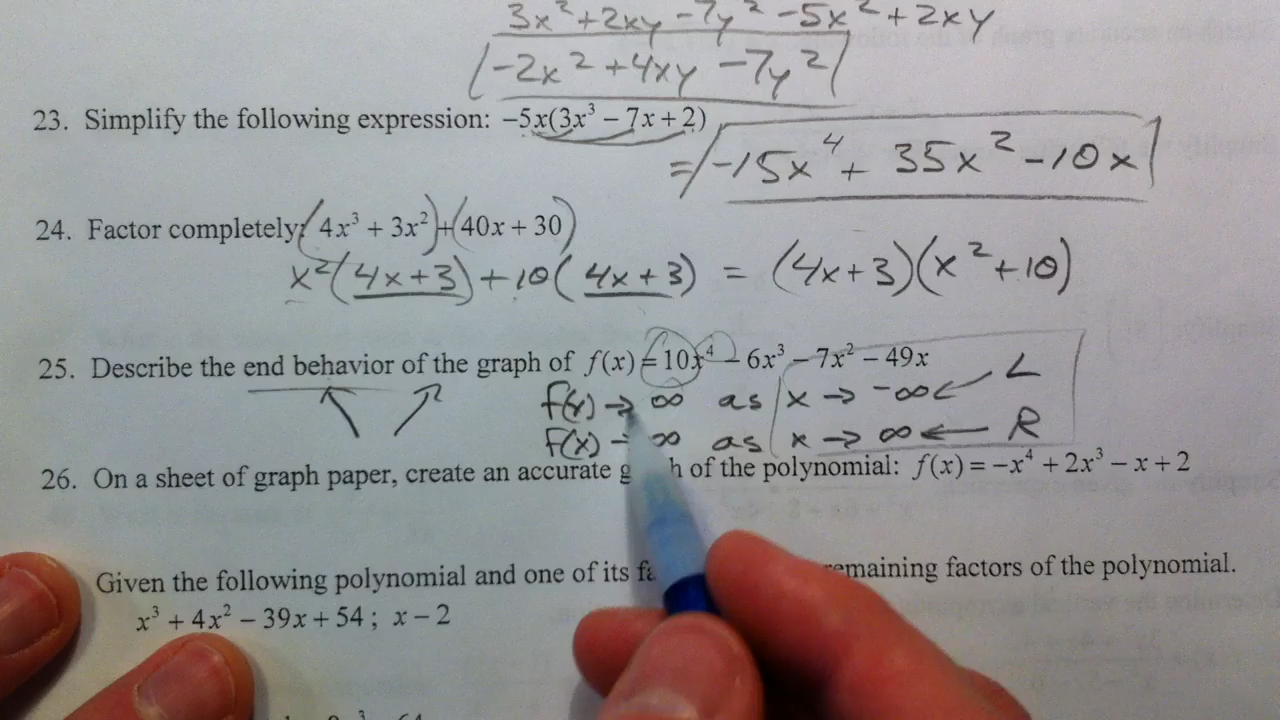 3x² + 2xy - 7y² - 5x² + 2xy
-2x² + 4xy - 7y²
23. Simplify the following expression: −5x(3x³ − 7x + 2)
= -15x⁴ + 35x² - 10x
24. Factor completely: (4x³ + 3x²) + (40x + 30)
x²(4x+3) + 10(4x+3) = (4x+3)(x²+10)
25. Describe the end behavior of the graph of f(x) = 10x⁴ − 6x³ − 7x² − 49x
f(x) → ∞ as x → -∞ ← L
f(x) → ∞ as x → ∞ ← R
26. On a sheet of graph paper, create an accurate of the polynomial: f(x) = −x⁴ + 2x³ − x + 2
Given the following polynomial and one of its remaining factors of the polynomial.
x³ + 4x² − 39x + 54 ; x − 2